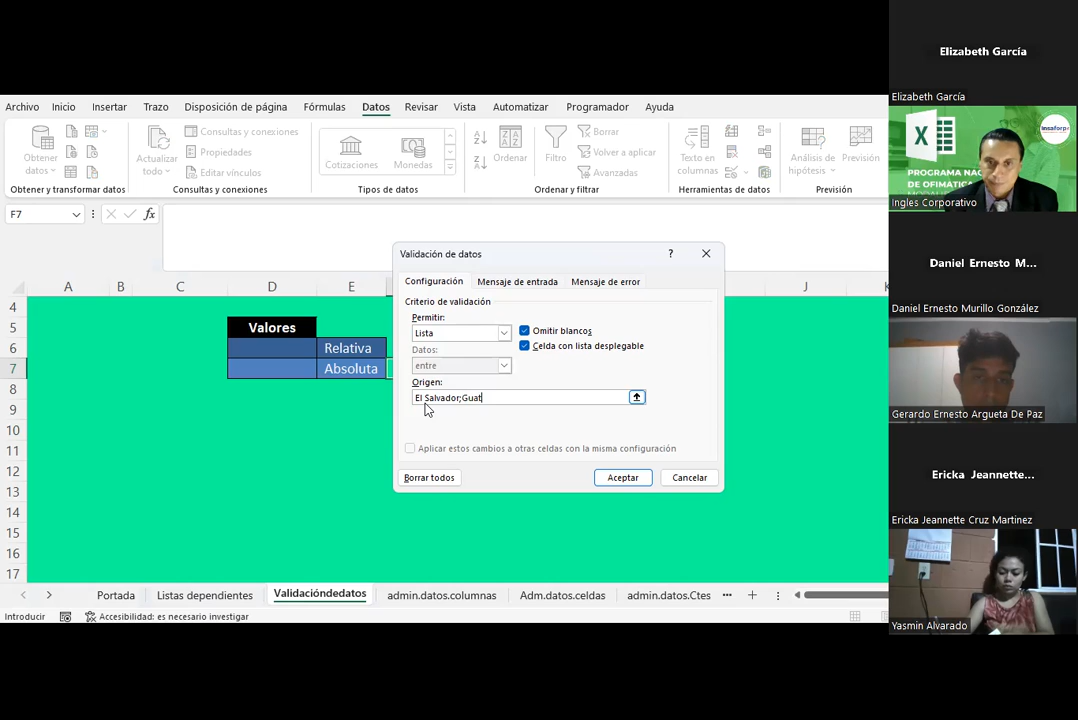 Archivo Inicio Insertar Trazo Disposición de página Fórmulas Datos Revisar Vista Automatizar Programador Ayuda
Obtener datos
Actualizar todo
Consultas y conexiones
Propiedades
Editar vínculos
Cotizaciones
Monedas
Ordenar
Filtro
Borrar
Volver a aplicar
Avanzadas
Texto en columnas
Análisis de hipótesis
Previsión
Obtener y transformar datos
Consultas y conexiones
Tipos de datos
Ordenar y filtrar
Herramientas de datos
Previsión
F7
fx
A B C D E J
4
5 Valores
6 Relativa
7 Absoluta
8
9
10
11
12
13
14
15
16
17
Validación de datos ?
Configuración Mensaje de entrada Mensaje de error
Criterio de validación
Permitir:
Lista
Omitir blancos
Celda con lista desplegable
Datos:
entre
Origen:
El Salvador;Guat
Aplicar estos cambios a otras celdas con la misma configuración
Borrar todos Aceptar Cancelar
Portada Listas dependientes Validacióndedatos admin.datos.columnas Adm.datos.celdas admin.datos.Ctes
Introducir Accesibilidad: es necesario investigar
Elizabeth García
Elizabeth García
insaforp
PROGRAMA NAC
DE OFIMÁTICA
MODALI
Ingles Corporativo
Daniel Ernesto M...
Daniel Ernesto Murillo González
Gerardo Ernesto Argueta De Paz
Ericka Jeannette...
Ericka Jeannette Cruz Martinez
Yasmin Alvarado